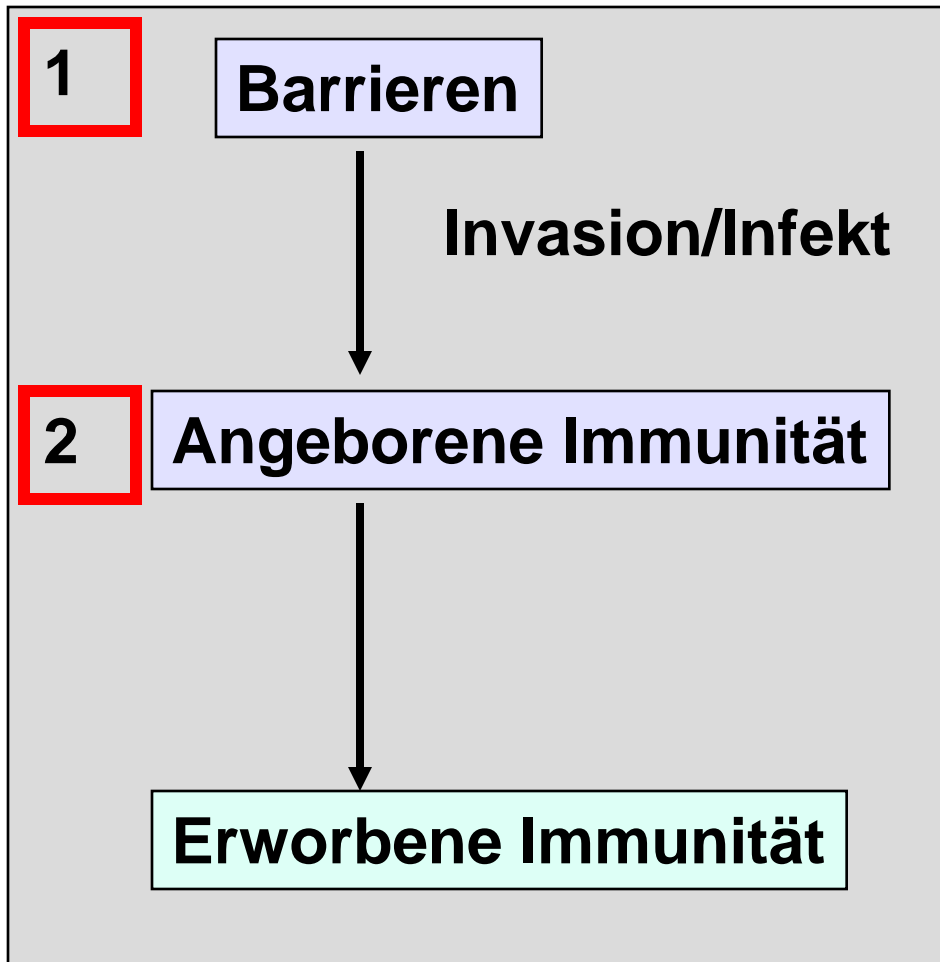 1
Barrieren
Invasion/Infekt
2
Angeborene Immunität
Erworbene Immunität